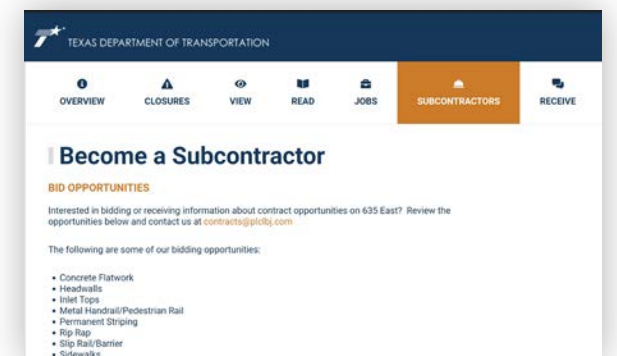 TEXAS DEPARTMENT OF TRANSPORTATION
OVERVIEW CLOSURES VIEW READ JOBS SUBCONTRACTORS RECEIVE
Become a Subcontractor
BID OPPORTUNITIES
Interested in bidding or receiving information about contract opportunities on 635 East? Review the
opportunities below and contact us at contracts@plclbj.com
The following are some of our bidding opportunities:
• Concrete Flatwork
• Headwalls
• Inlet Tops
• Metal Handrail/Pedestrian Rail
• Permanent Striping
• Rip Rap
• Slip Rail/Barrier
• Sidewalks